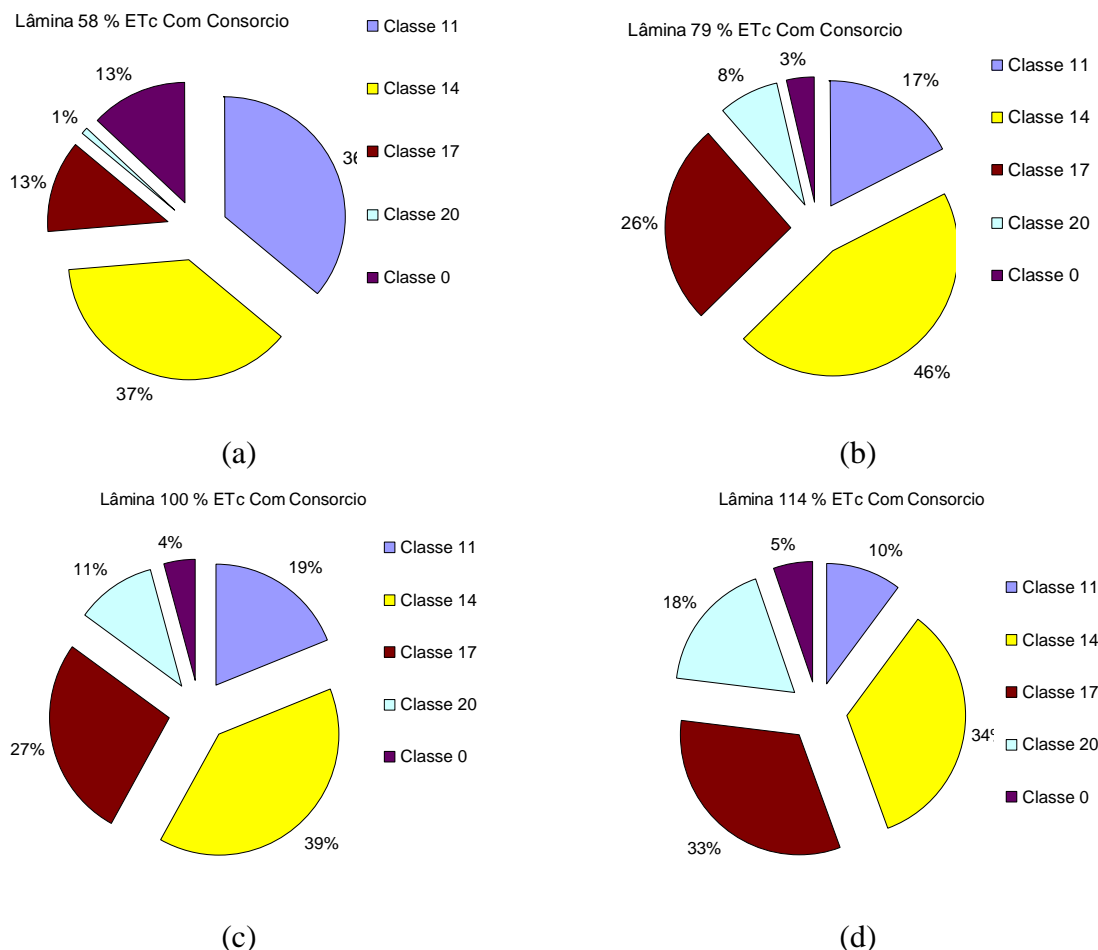 Lâmina 58 % ETc Com Consorcio
36
37%
13%
1%
13%
Classe 11
Classe 14
Classe 17
Classe 20
Classe 0
(a)
Lâmina 79 % ETc Com Consorcio
17%
46%
26%
8%
3%
Classe 11
Classe 14
Classe 17
Classe 20
Classe 0
(b)
Lâmina 100 % ETc Com Consorcio
19%
39%
27%
11%
4%
Classe 11
Classe 14
Classe 17
Classe 20
Classe 0
(c)
Lâmina 114 % ETc Com Consorcio
10%
34%
33%
18%
5%
Classe 11
Classe 14
Classe 17
Classe 20
Classe 0
(d)